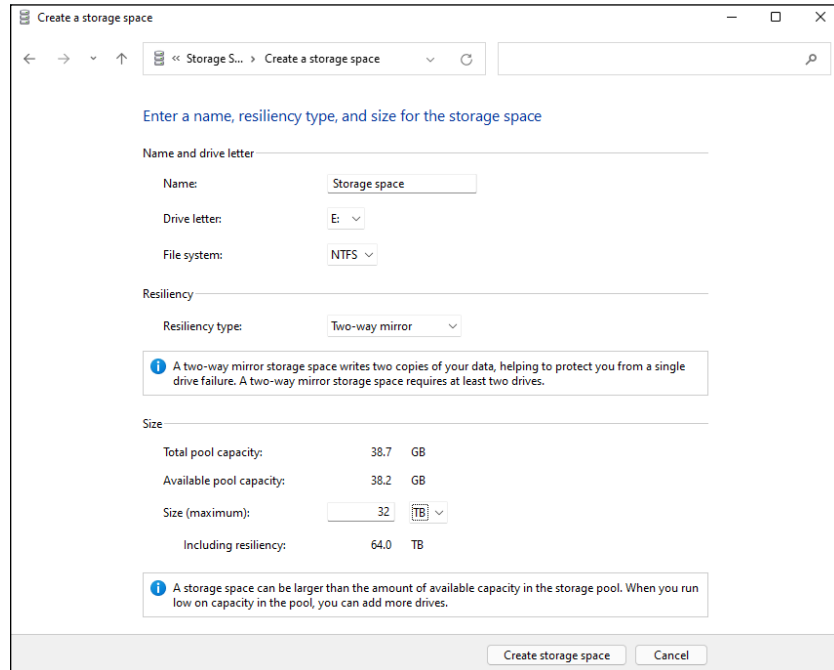 Create a storage space
« Storage S... › Create a storage space
Enter a name, resiliency type, and size for the storage space
Name and drive letter
Name: Storage space
Drive letter: E:
File system: NTFS
Resiliency
Resiliency type: Two-way mirror
A two-way mirror storage space writes two copies of your data, helping to protect you from a single
drive failure. A two-way mirror storage space requires at least two drives.
Size
Total pool capacity: 38.7 GB
Available pool capacity: 38.2 GB
Size (maximum): 32 TB
Including resiliency: 64.0 TB
A storage space can be larger than the amount of available capacity in the storage pool. When you run
low on capacity in the pool, you can add more drives.
Create storage space Cancel